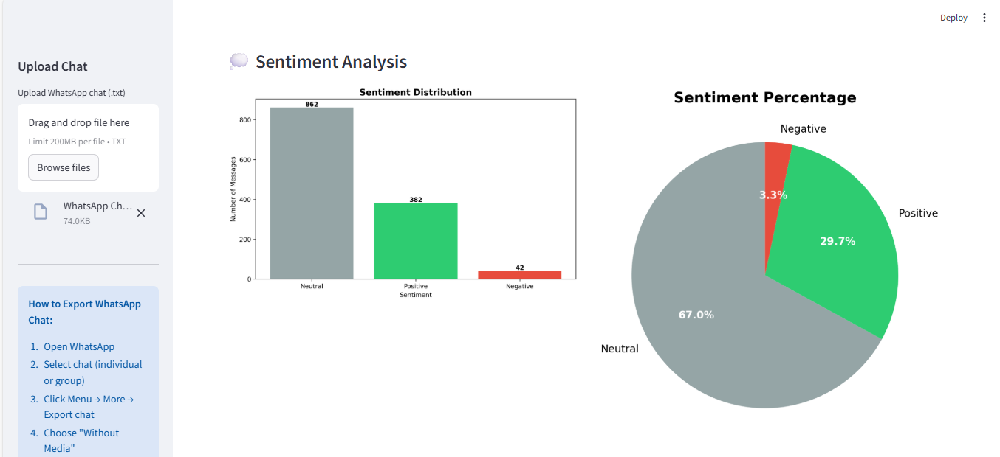 Deploy
Upload Chat
Upload WhatsApp chat (.txt)
Drag and drop file here
Limit 200MB per file • TXT
Browse files
WhatsApp Ch...
74.0KB
How to Export WhatsApp
Chat:
1. Open WhatsApp
2. Select chat (individual
or group)
3. Click Menu → More →
Export chat
4. Choose "Without
Media"
Sentiment Analysis
Sentiment Distribution
Number of Messages
800
600
400
200
0
862
382
42
Neutral
Positive
Negative
Sentiment
Sentiment Percentage
Negative
3.3%
Positive
29.7%
67.0%
Neutral